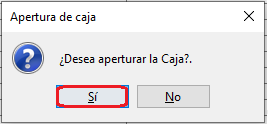 Apertura de caja
¿Desea aperturar la Caja?.
Sí
No